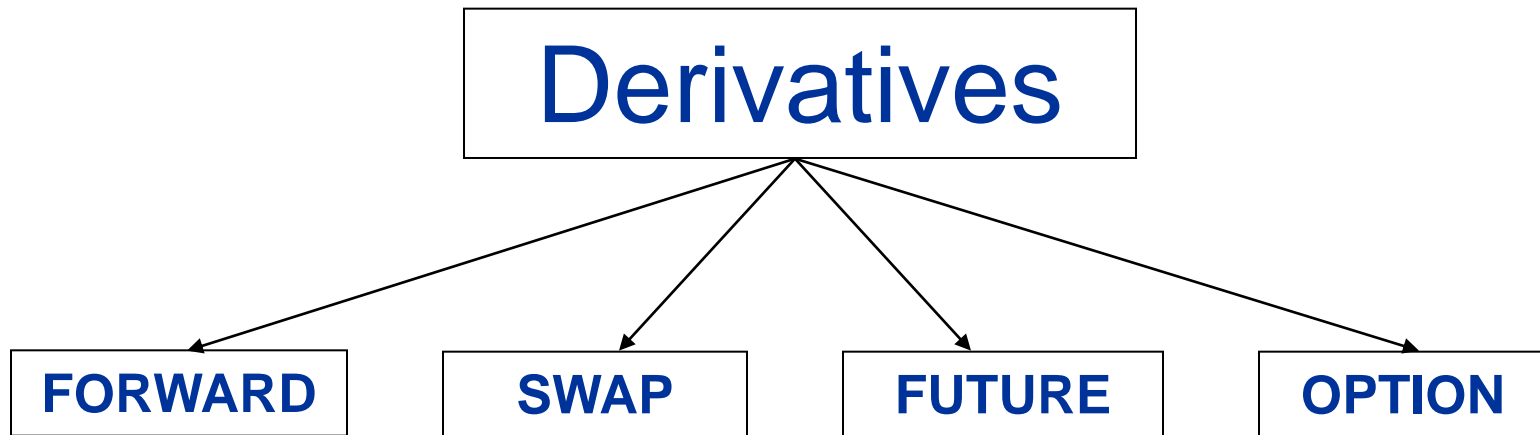 Derivatives
FORWARD
SWAP
FUTURE
OPTION